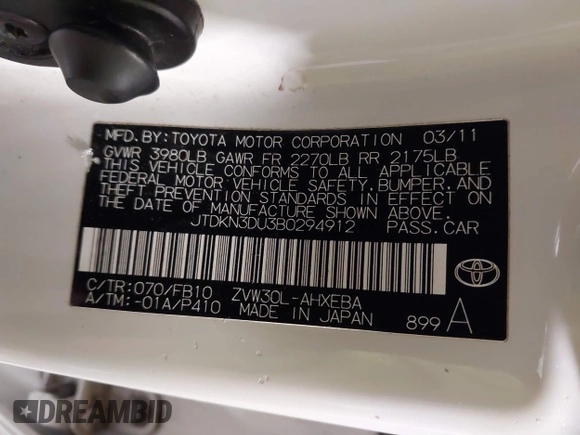 MFD.BY:TOYOTA MOTOR CORPORATION 03/11
GVWR 3980LB GAWR FR 2270LB RR 2175LB
THIS VEHICLE CONFORMS TO ALL APPLICABLE
FEDERAL MOTOR VEHICLE SAFETY,BUMPER,AND
THEFT PREVENTION STANDARDS IN EFFECT ON
THE DATE OF MANUFACTURE SHOWN ABOVE.
JTDKN3DU3B0294912 PASS.CAR
C/TR:070/FB10 ZVW30L-AHXEBA
A/TM:-01A/P410 MADE IN JAPAN
899 A
TOYOTA
DREAMBID